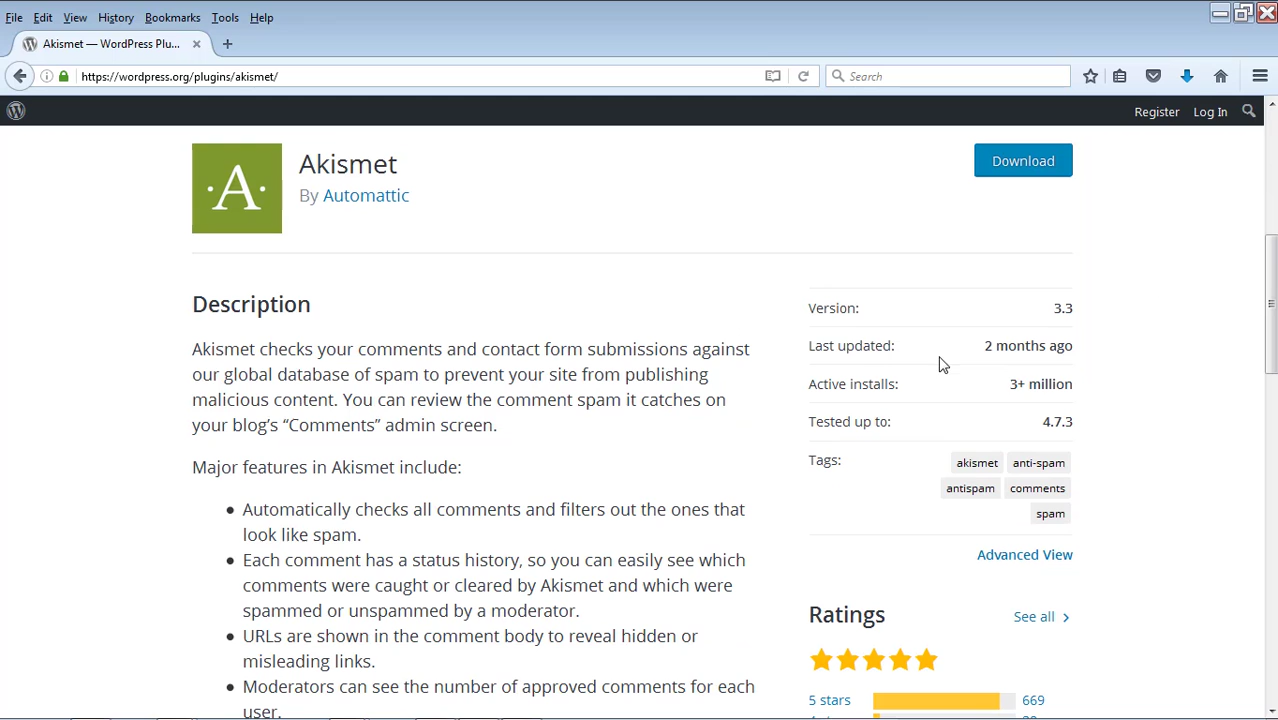 File Edit View History Bookmarks Tools Help
Akismet — WordPress Plu...
https://wordpress.org/plugins/akismet/
Search
Register Log In
A
Akismet
Download
By Automattic
Description
Akismet checks your comments and contact form submissions against
our global database of spam to prevent your site from publishing
malicious content. You can review the comment spam it catches on
your blog’s “Comments” admin screen.
Major features in Akismet include:
Automatically checks all comments and filters out the ones that
look like spam.
Each comment has a status history, so you can easily see which
comments were caught or cleared by Akismet and which were
spammed or unspammed by a moderator.
URLs are shown in the comment body to reveal hidden or
misleading links.
Moderators can see the number of approved comments for each
user.
Version: 3.3
Last updated: 2 months ago
Active installs: 3+ million
Tested up to: 4.7.3
Tags: akismet anti-spam
antispam comments
spam
Advanced View
Ratings See all
5 stars 669